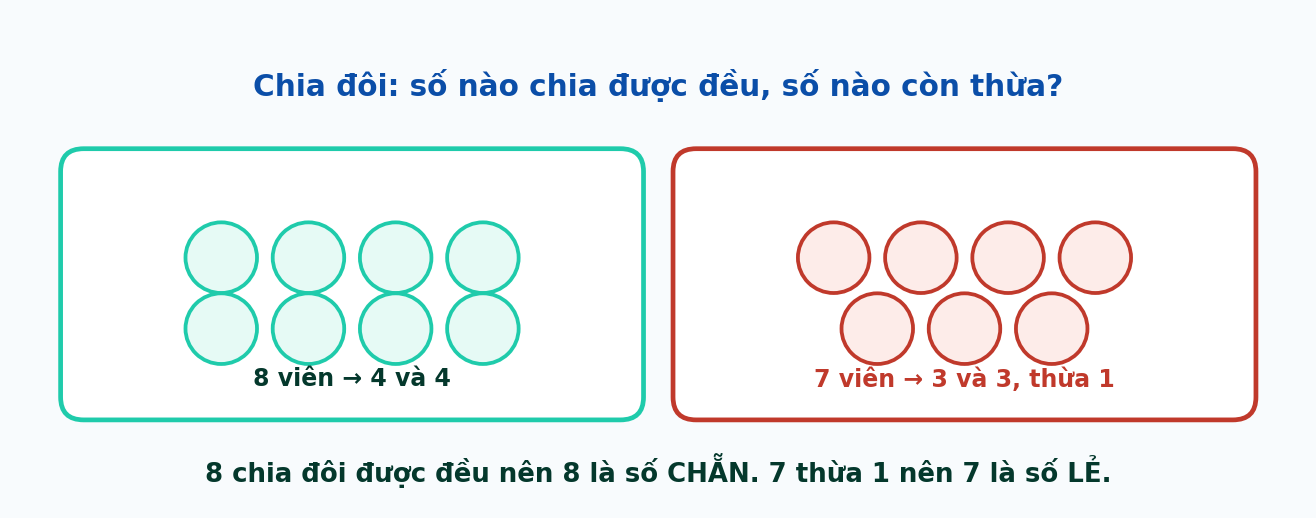 Chia đôi: số nào chia được đều, số nào còn thừa?
8 viên → 4 và 4
7 viên → 3 và 3, thừa 1
8 chia đôi được đều nên 8 là số CHẴN. 7 thừa 1 nên 7 là số LẺ.